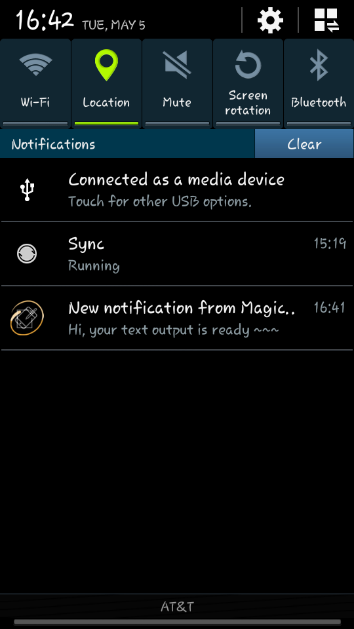 16:42 TUE, MAY 5
Wi-Fi
Location
Mute
Screen
rotation
Bluetooth
Notifications
Clear
Connected as a media device
Touch for other USB options.
Sync 15:19
Running
New notification from Magic.. 16:41
Hi, your text output is ready ~~~
AT&T